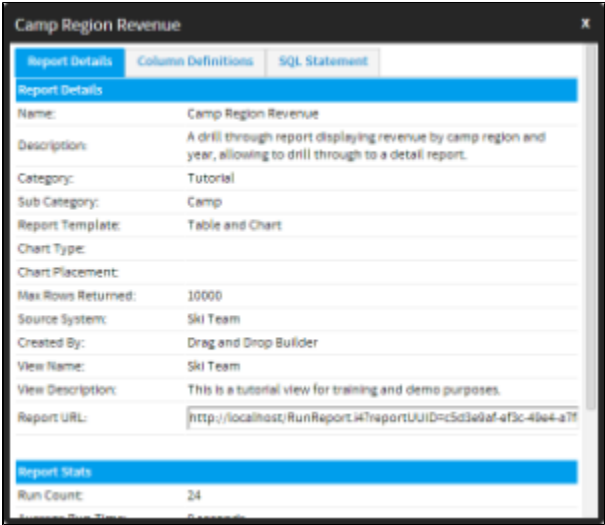 Camp Region Revenue x
Report Details Column Definitions SQL Statement
Report Details
Name: Camp Region Revenue
Description: A drill through report displaying revenue by camp region and
year, allowing to drill through to a detail report.
Category: Tutorial
Sub Category: Camp
Report Template: Table and Chart
Chart Type:
Chart Placement:
Max Rows Returned: 10000
Source System: Ski Team
Created By: Drag and Drop Builder
View Name: Ski Team
View Description: This is a tutorial view for training and demo purposes.
Report URL: http://localhost/RunReport.i4?reportUUID=c5d3e9af-ef3c-49e4-a7f
Report Stats
Run Count: 24
Average Run Time: